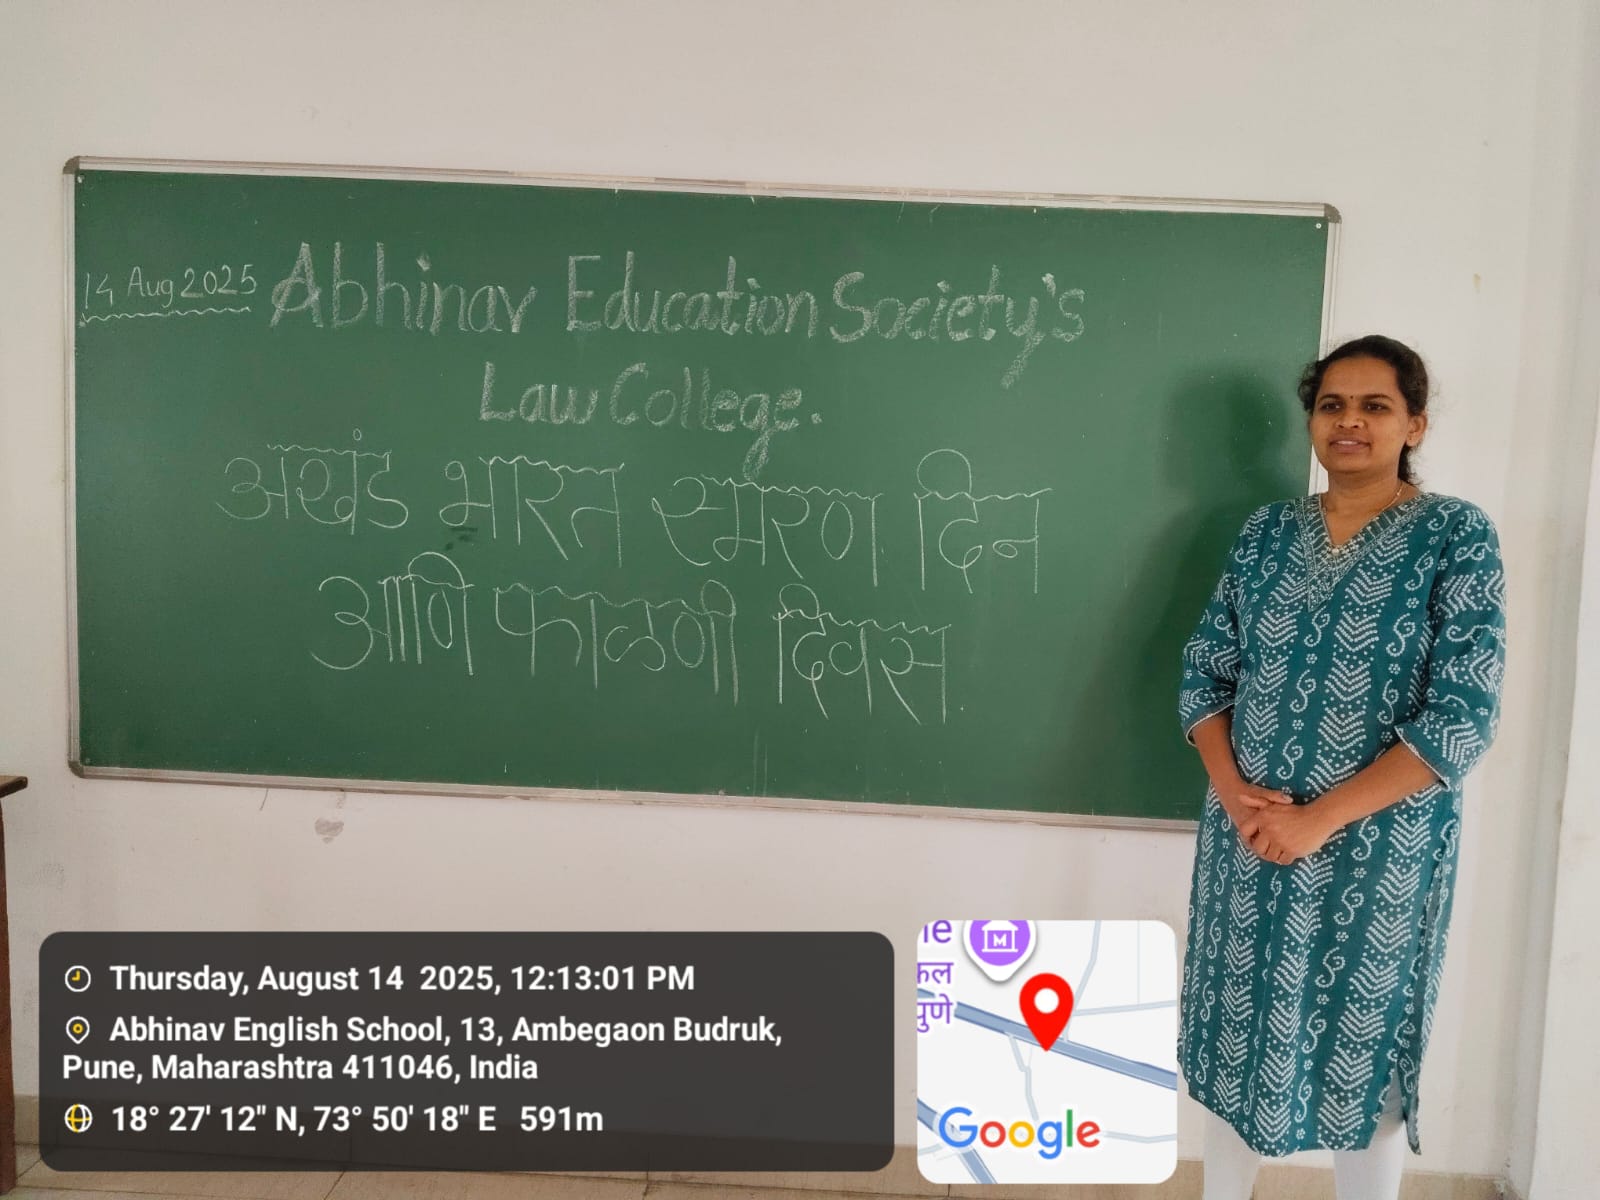 14 Aug 2025
Abhinav Education Society's
Law College.
अखंड भारत स्मरण दिन
आणि फाळणी दिवस
Thursday, August 14 2025, 12:13:01 PM
Abhinav English School, 13, Ambegaon Budruk,
Pune, Maharashtra 411046, India
18° 27' 12" N, 73° 50' 18" E 591m
पुणे
Google